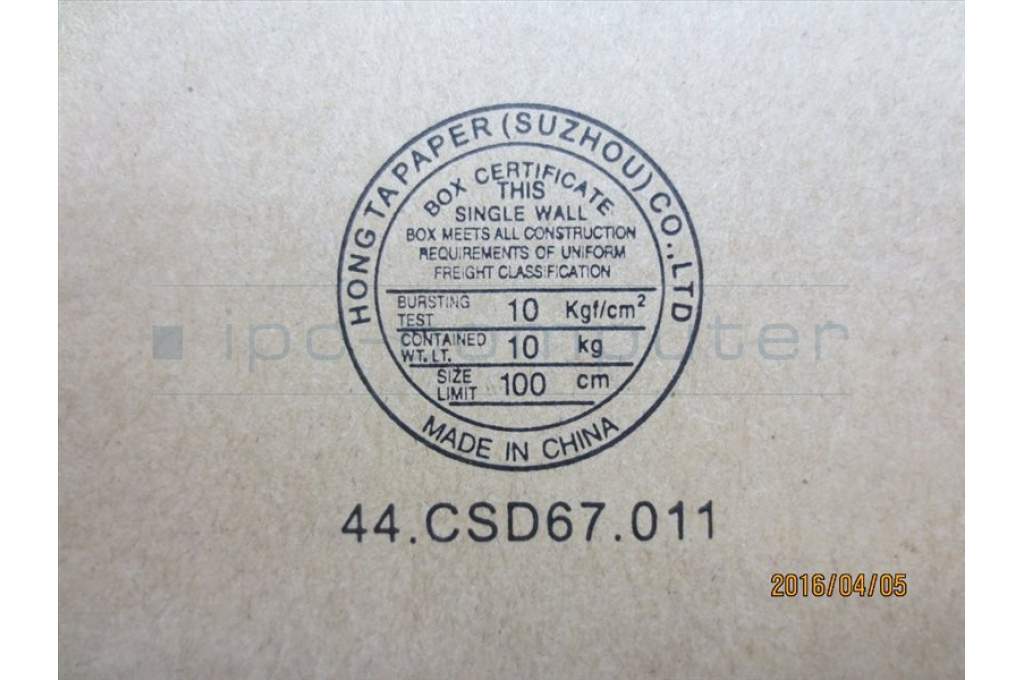 HONG TA PAPER (SUZHOU) CO.,LTD
BOX CERTIFICATE
THIS
SINGLE WALL
BOX MEETS ALL CONSTRUCTION
REQUIREMENTS OF UNIFORM
FREIGHT CLASSIFICATION
BURSTING TEST 10 Kgf/cm²
CONTAINED WT. LT. 10 kg
SIZE LIMIT 100 cm
MADE IN CHINA
ipc-computer
44.CSD67.011
2016/04/05